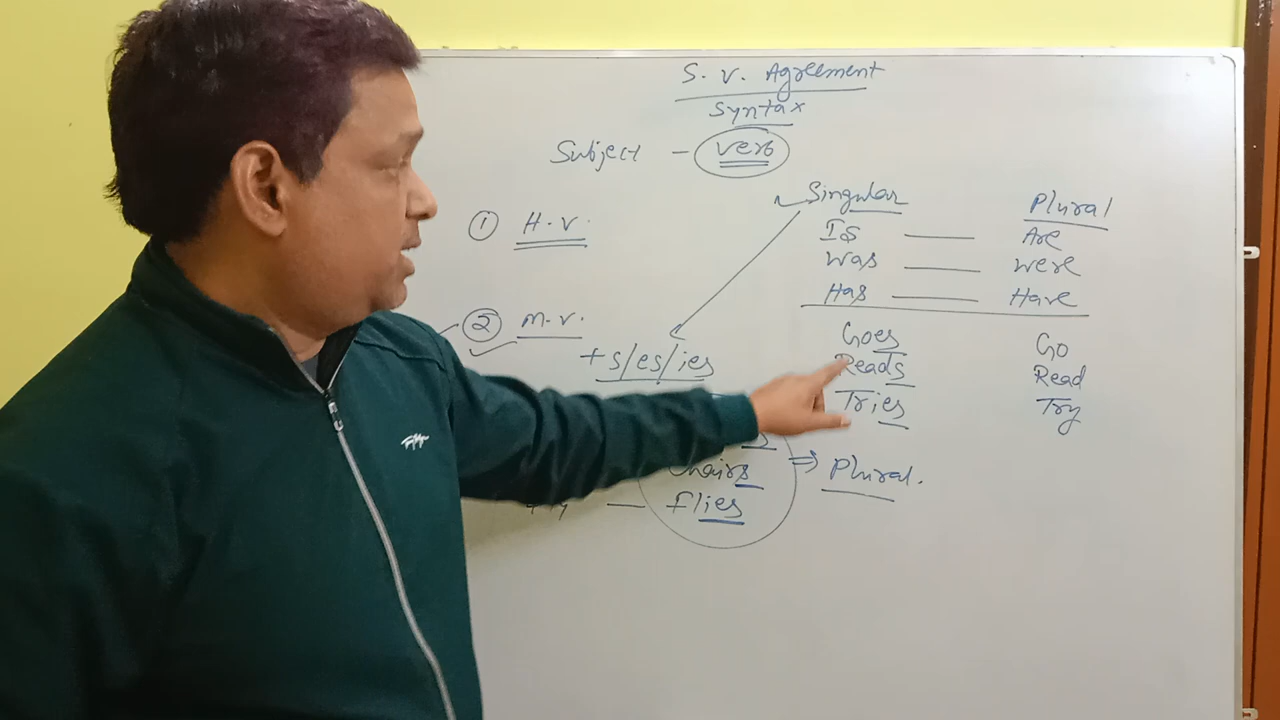 S. V. Agreement
Syntax
Subject - verb
Singular Plural
① H.V. Is — Are
Was — Were
Has — Have
② M.V. Goes Go
+ s/es/ies Reads Read
Tries Try
Chairs ⇒ Plural.
— flies